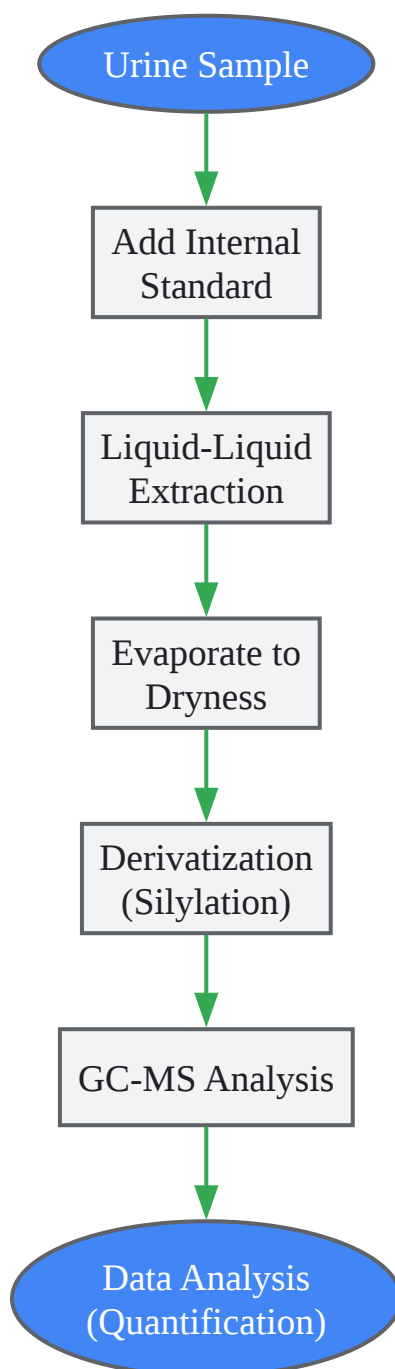 Urine Sample
Add Internal
Standard
Liquid-Liquid
Extraction
Evaporate to
Dryness
Derivatization
(Silylation)
GC-MS Analysis
Data Analysis
(Quantification)